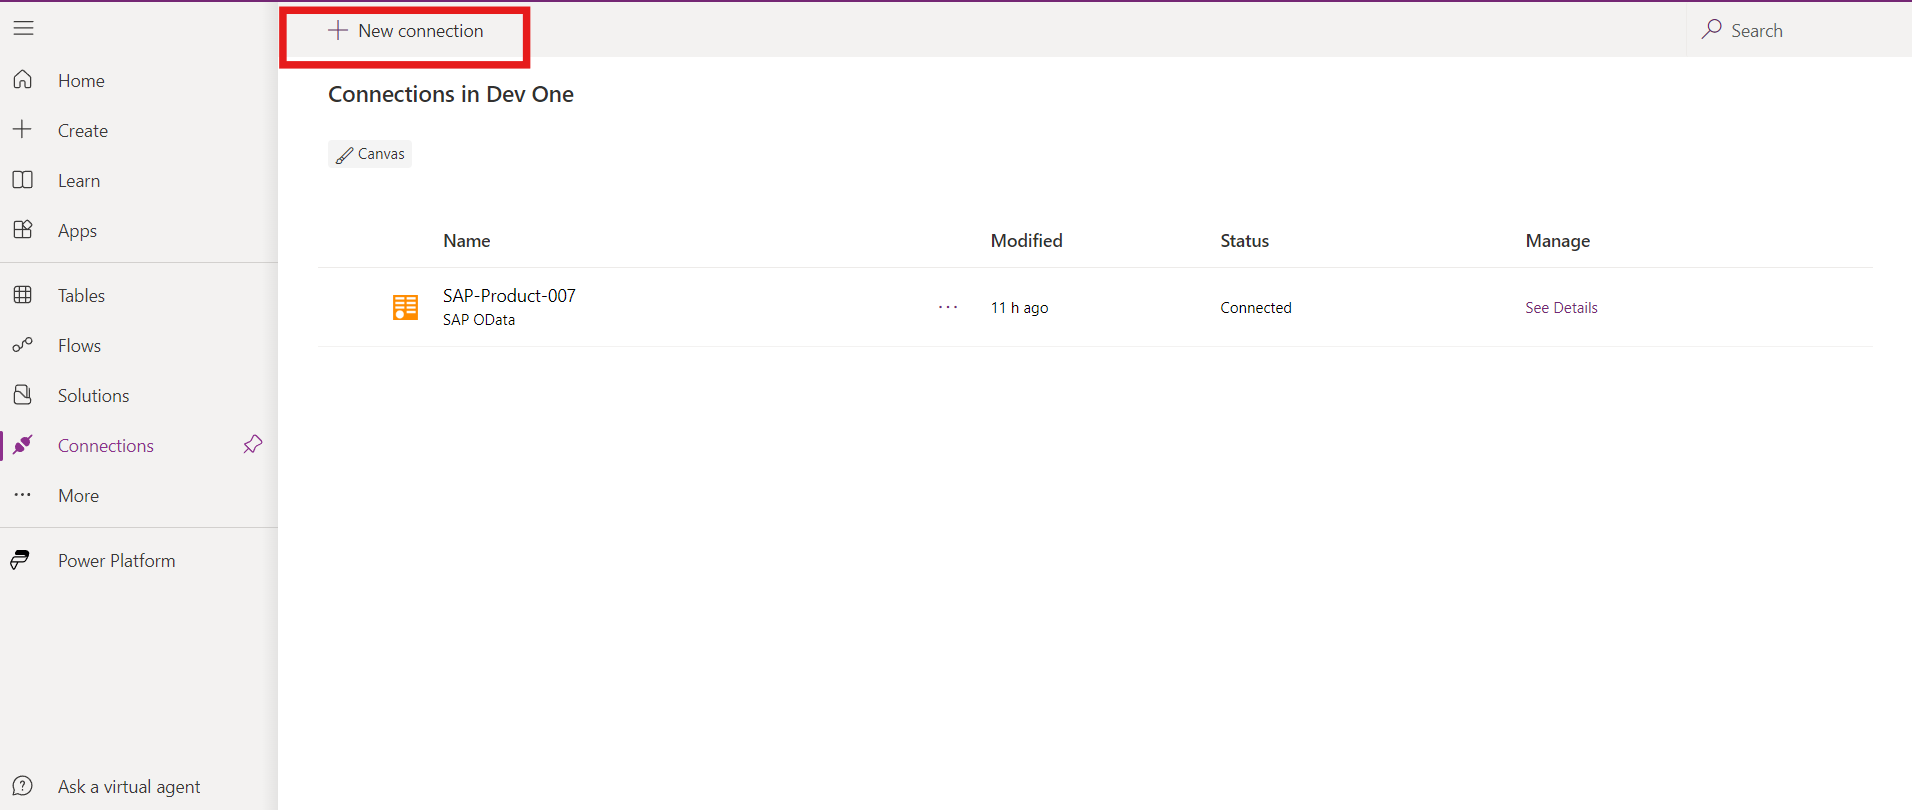 New connection
Search
Home
Create
Learn
Apps
Tables
Flows
Solutions
Connections
More
Power Platform
Ask a virtual agent
Connections in Dev One
Canvas
Name Modified Status Manage
SAP-Product-007
SAP OData
... 11 h ago Connected See Details